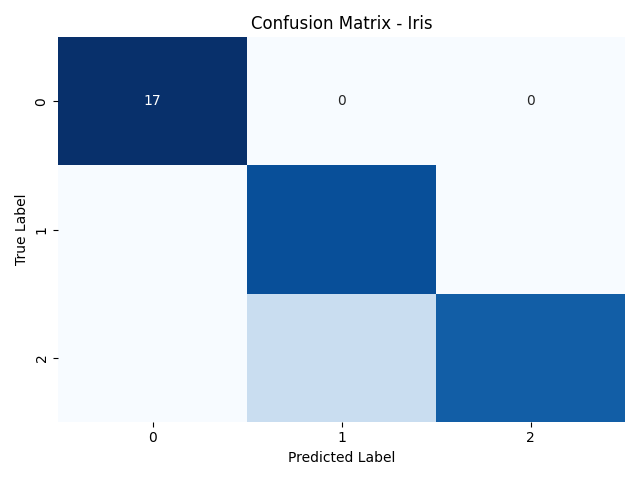 Confusion Matrix - Iris
True Label
0
17 0 0
1
2
0 1 2
Predicted Label